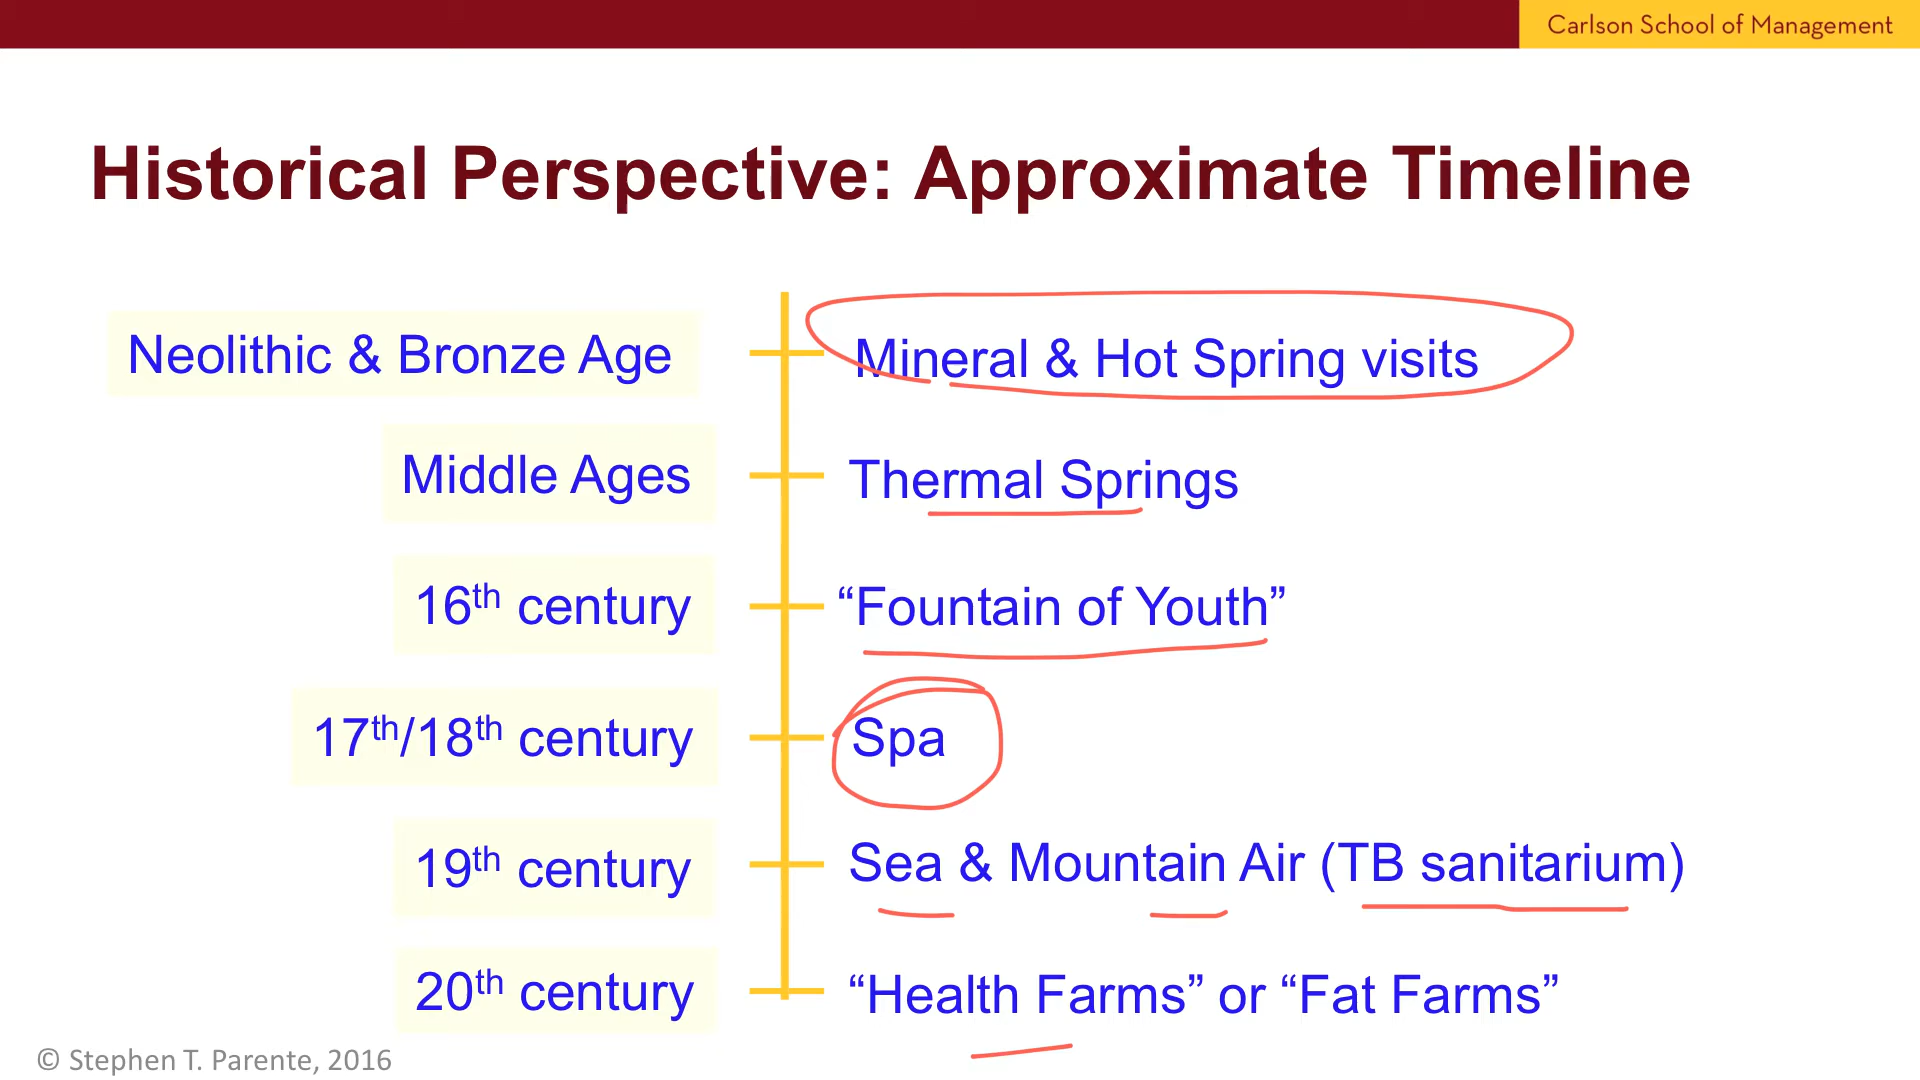 Carlson School of Management
Historical Perspective: Approximate Timeline
Neolithic & Bronze Age
Mineral & Hot Spring visits
Middle Ages
Thermal Springs
16th century
“Fountain of Youth”
17th/18th century
Spa
19th century
Sea & Mountain Air (TB sanitarium)
20th century
“Health Farms” or “Fat Farms”
© Stephen T. Parente, 2016